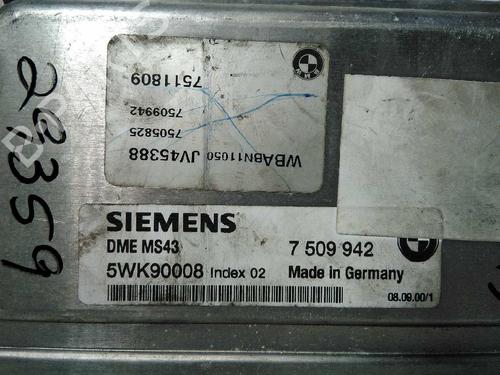 28359
7511809
7509942
7505825
WBABN11050 JV45388
BMW
SIEMENS
DME MS43
7 509 942
5WK90008 Index 02
Made in Germany
08.09.00/1